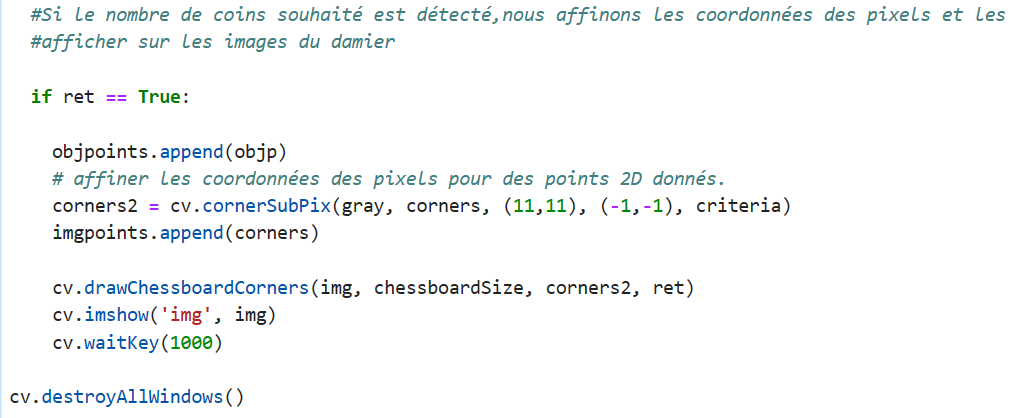 #Si le nombre de coins souhaité est détecté,nous affinons les coordonnées des pixels et les
#afficher sur les images du damier
if ret == True:
objpoints.append(objp)
# affiner les coordonnées des pixels pour des points 2D donnés.
corners2 = cv.cornerSubPix(gray, corners, (11,11), (-1,-1), criteria)
imgpoints.append(corners)
cv.drawChessboardCorners(img, chessboardSize, corners2, ret)
cv.imshow('img', img)
cv.waitKey(1000)
cv.destroyAllWindows()